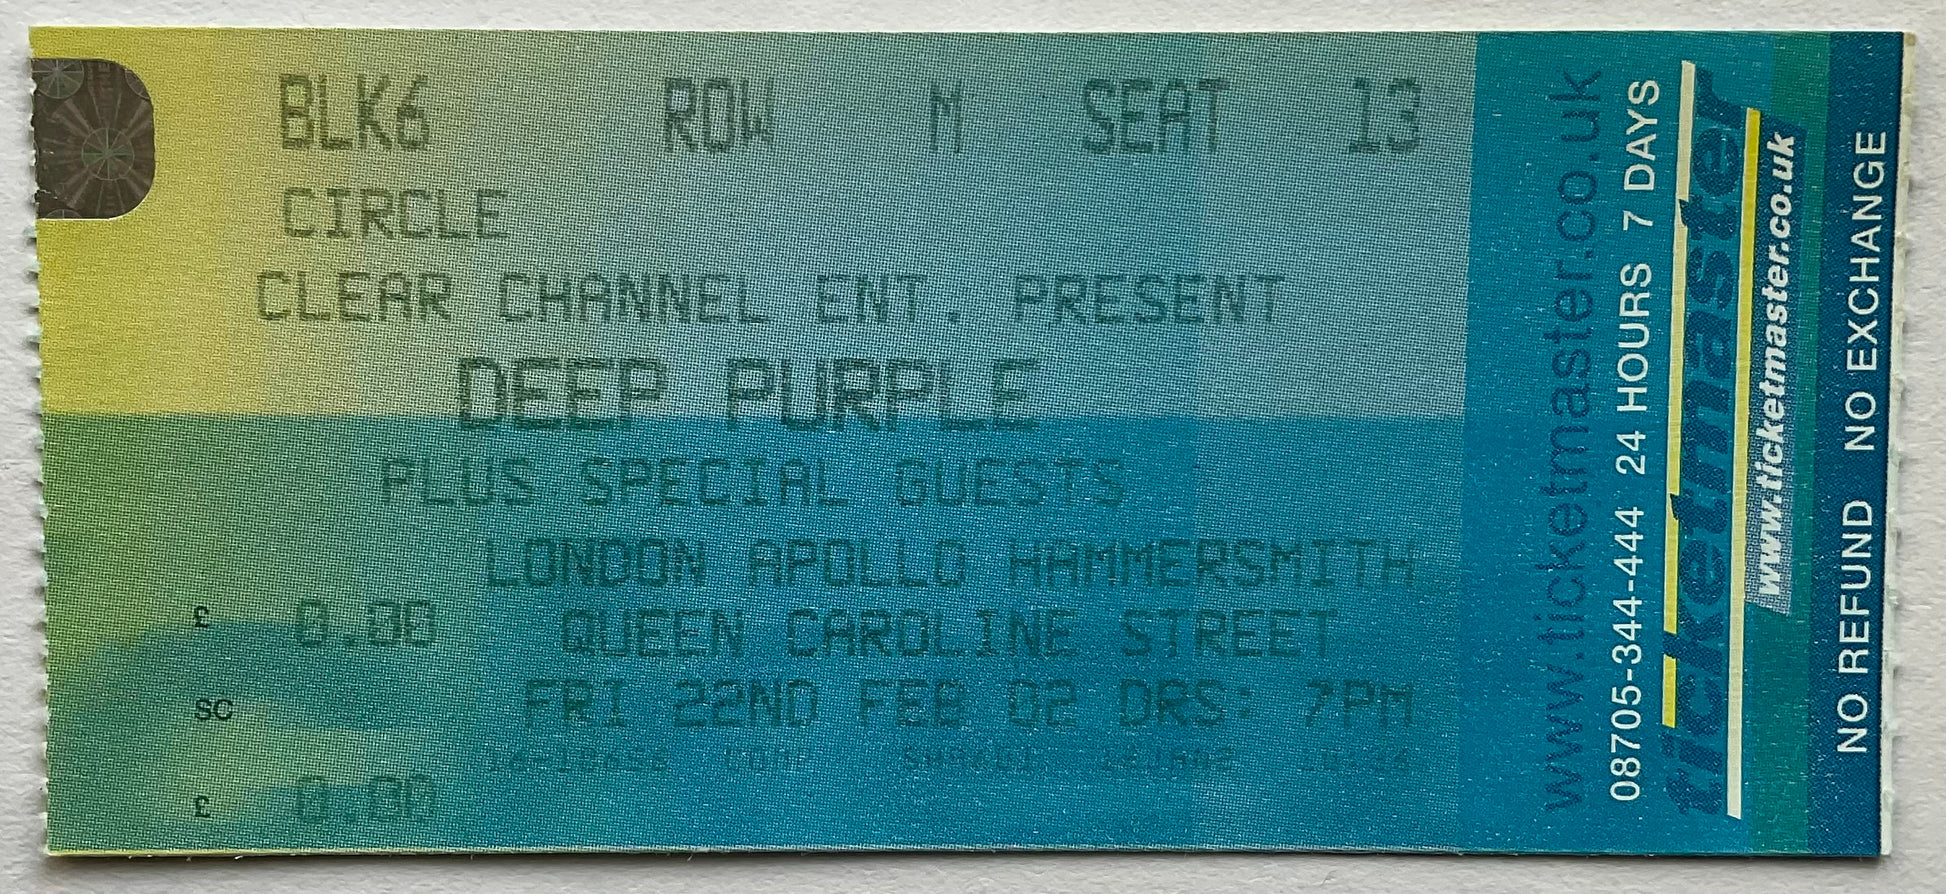 BLK6 ROW M SEAT 13
CIRCLE
CLEAR CHANNEL ENT. PRESENT
DEEP PURPLE
PLUS SPECIAL GUESTS
LONDON APOLLO HAMMERSMITH
£ 0.00 QUEEN CAROLINE STREET
SC FRI 22ND FEB 02 DRS: 7PM
£ 0.00
www.ticketmaster.co.uk
08705-344-444 24 HOURS 7 DAYS
ticketmaster
www.ticketmaster.co.uk
NO REFUND NO EXCHANGE